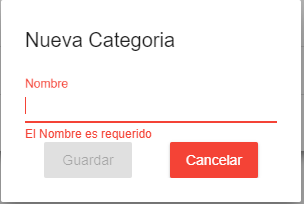 Nueva Categoria
Nombre
El Nombre es requerido
Guardar Cancelar